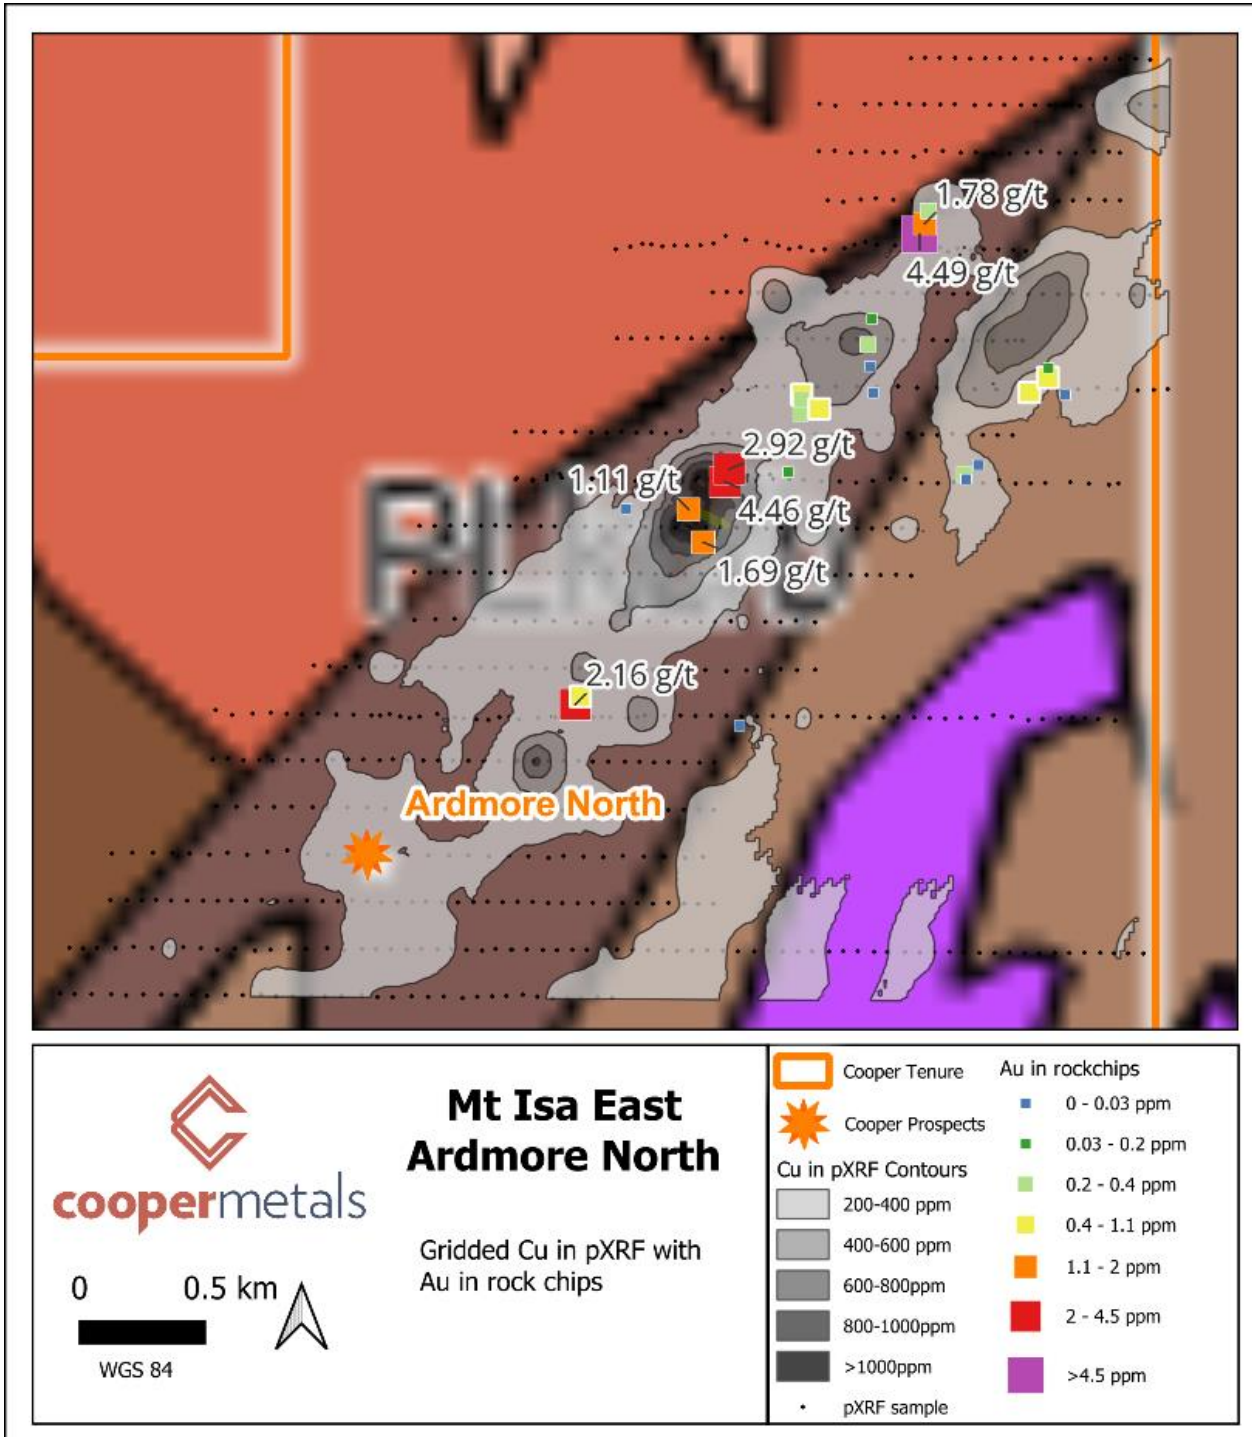 1.78 g/t
4.49 g/t
2.92 g/t
1.11 g/t
4.46 g/t
1.69 g/t
2.16 g/t
Ardmore North
coopermetals
0 0.5 km
WGS 84
Mt Isa East
Ardmore North
Gridded Cu in pXRF with
Au in rock chips
Cooper Tenure
Cooper Prospects
Cu in pXRF Contours
200-400 ppm
400-600 ppm
600-800ppm
800-1000ppm
>1000ppm
pXRF sample
Au in rockchips
0 - 0.03 ppm
0.03 - 0.2 ppm
0.2 - 0.4 ppm
0.4 - 1.1 ppm
1.1 - 2 ppm
2 - 4.5 ppm
>4.5 ppm